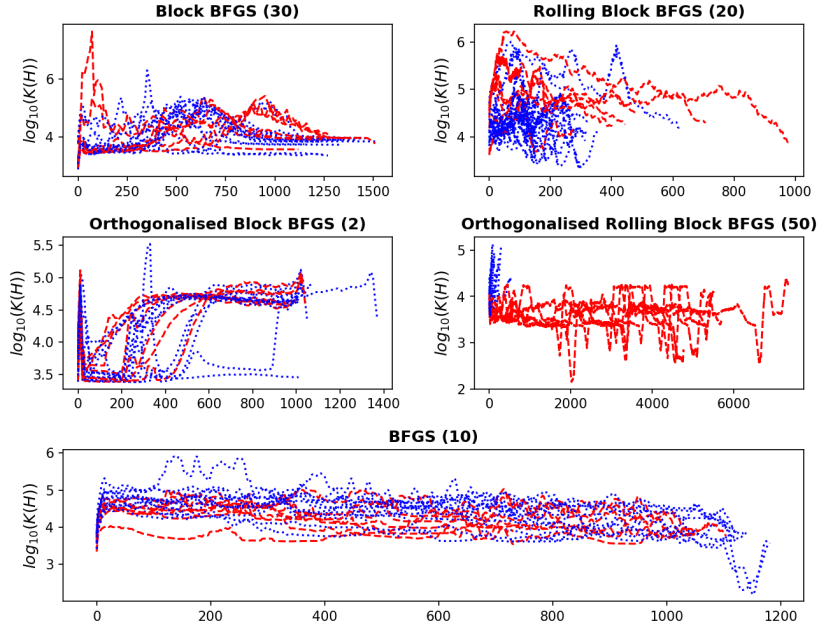 Block BFGS (30)
log10(K(H))
6
4
0 250 500 750 1000 1250 1500
Rolling Block BFGS (20)
log10(K(H))
6
5
4
0 200 400 600 800 1000
Orthogonalised Block BFGS (2)
log10(K(H))
5.5
5.0
4.5
4.0
3.5
0 200 400 600 800 1000 1200 1400
Orthogonalised Rolling Block BFGS (50)
log10(K(H))
5
4
3
2
0 2000 4000 6000
BFGS (10)
log10(K(H))
6
5
4
3
0 200 400 600 800 1000 1200